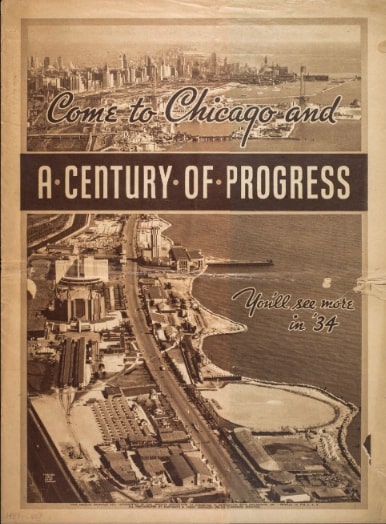 Come to Chicago and
A·CENTURY·OF·PROGRESS
You'll see more
in '34